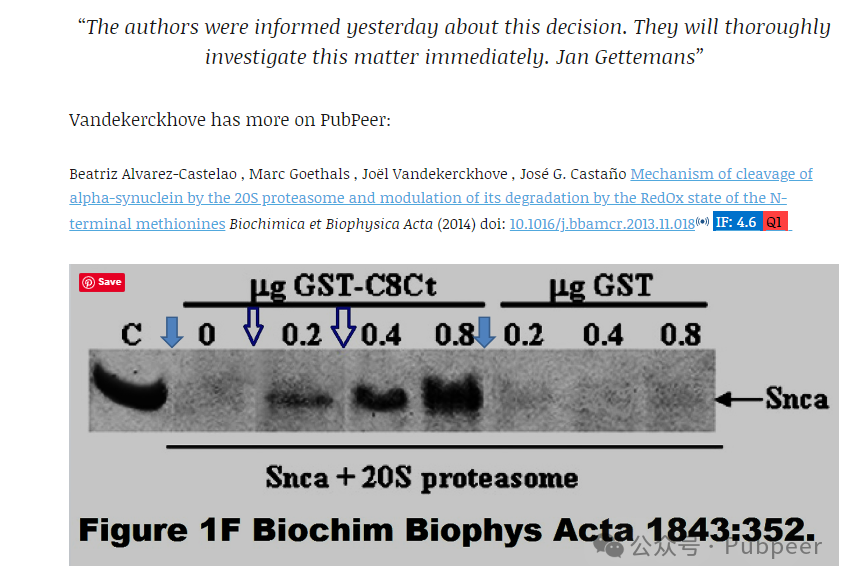 “The authors were informed yesterday about this decision. They will thoroughly
investigate this matter immediately. Jan Gettemans”
Vandekerckhove has more on PubPeer:
Beatriz Alvarez-Castelao , Marc Goethals , Joël Vandekerckhove , José G. Castaño Mechanism of cleavage of
alpha-synuclein by the 20S proteasome and modulation of its degradation by the RedOx state of the N-
terminal methionines Biochimica et Biophysica Acta (2014) doi: 10.1016/j.bbamcr.2013.11.018 IF: 4.6 Q1
Save
µg GST-C8Ct µg GST
C 0 0.2 0.4 0.8 0.2 0.4 0.8
Snca
Snca + 20S proteasome
Figure 1F Biochim Biophys Acta 1843:352.
公众号 · Pubpeer